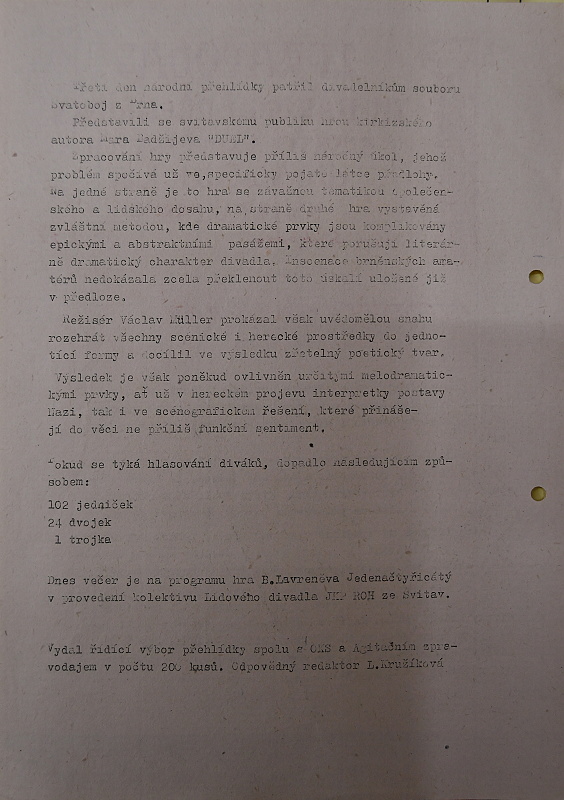 Třetí den národní přehlídky patřil divadelníkům souboru
Svatoboj z Brna.
Představili se svitavskému publiku hrou kirkizského
autora Mara Badžijeva "DUEL".
Zpracování hry představuje příliš náročný úkol, jehož
problém spočívá už ve,specificky pojaté látce předlohy.
Na jedné straně je to hra se závažnou tematikou společen-
ského a lidského dosahu, na straně druhé hra vystavěná
zvláštní metodou, kde dramatické prvky jsou komplikovány
epickými a abstraktními pasážemi, které porušují literár-
ně dramatický charakter divadla. Inscenace brněnských ama-
térů nedokázala zcela překlenout toto úskalí uložené již
v předloze.
Režisér Václav Müller prokázal však uvědomělou snahu
rozehrát všechny scenické i herecké prostředky do jedno-
tící formy a docílil ve výsledku zřetelný poetický tvar.
Výsledek je však poněkud ovlivněn určitými melodramatic-
kými prvky, ať už v hereckém projevu interpretky postavy
Nazi, tak i ve scénografickém řešení, které přináše-
jí do věci ne příliš funkční sentament.
Pokud se týká hlasování diváků, dopadlo následujícím způ-
sobem:
102 jedniček
24 dvojek
1 trojka
Dnes večer je na programu hra B.Lavreněva Jedenačtyřicátý
v provedení kolektivu Lidového divadla JKP ROH ze Svitav.
Vydal řídící výbor přehlídky spolu s OKS a Agitačním zpra-
vodajem v počtu 200 kusů. Odpovědný redaktor L.Kružíková